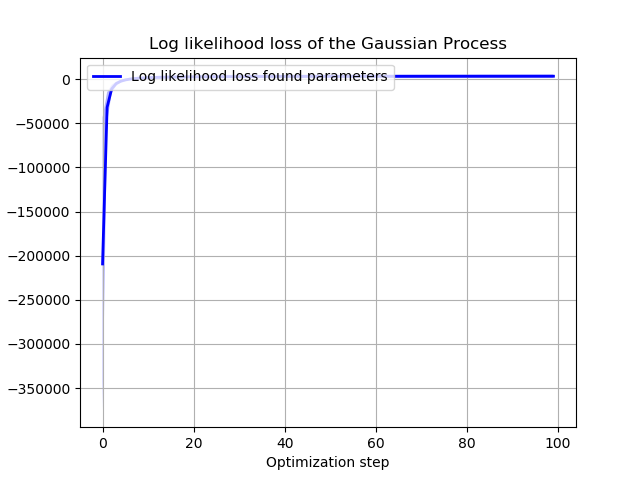 Log likelihood loss of the Gaussian Process
Log likelihood loss found parameters
0
−50000
−100000
−150000
−200000
−250000
−300000
−350000
0 20 40 60 80 100
Optimization step